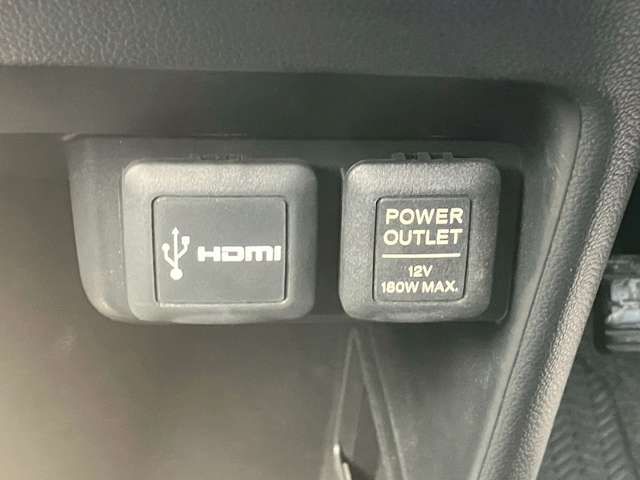 HDMI
POWER
OUTLET
12V
180W MAX.